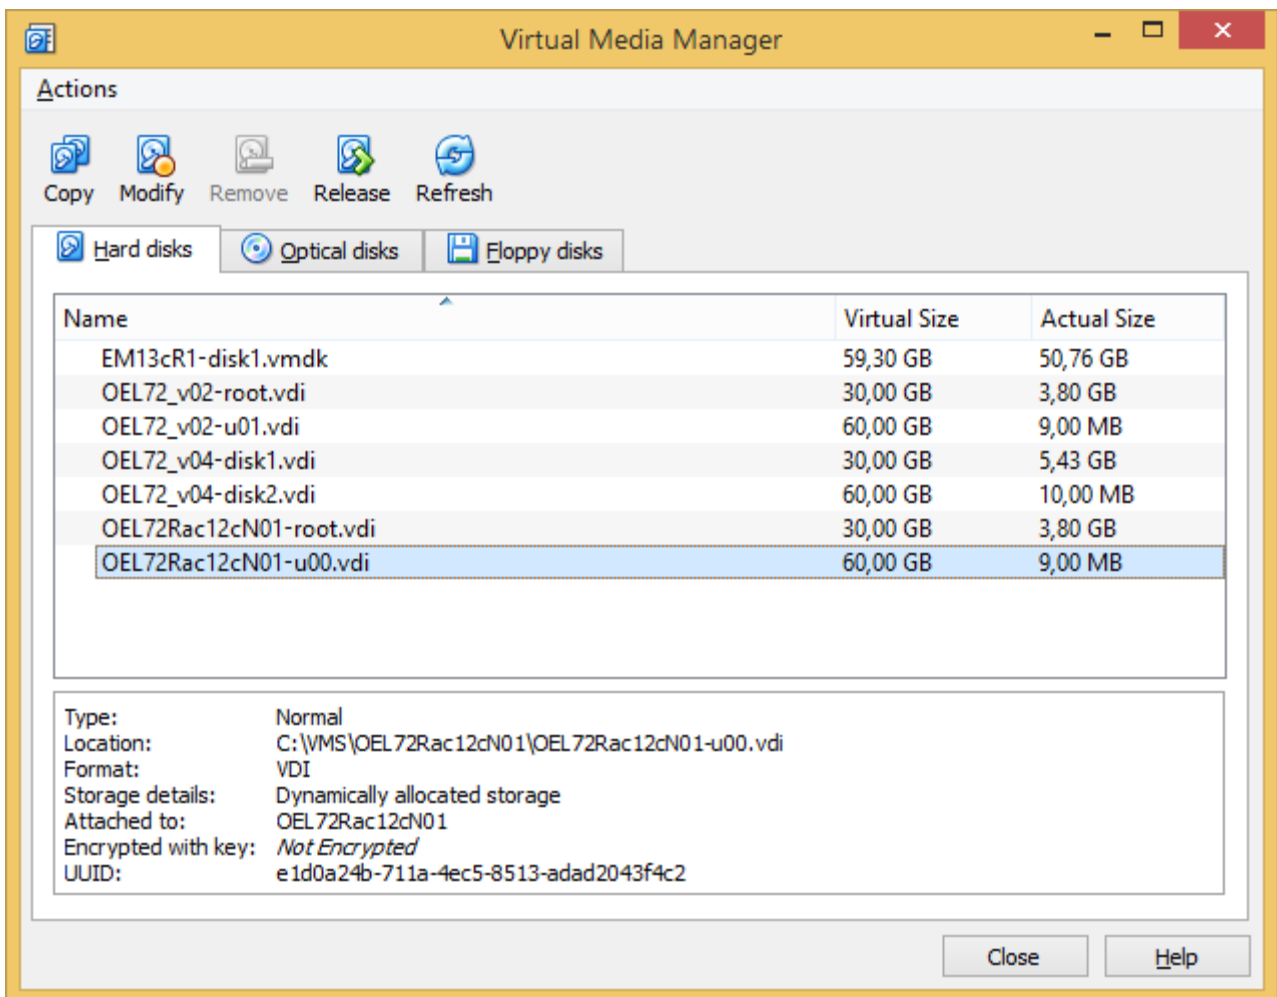 Virtual Media Manager
Actions
Copy Modify Remove Release Refresh
Hard disks Optical disks Floppy disks
Name Virtual Size Actual Size
EM13cR1-disk1.vmdk 59,30 GB 50,76 GB
OEL72_v02-root.vdi 30,00 GB 3,80 GB
OEL72_v02-u01.vdi 60,00 GB 9,00 MB
OEL72_v04-disk1.vdi 30,00 GB 5,43 GB
OEL72_v04-disk2.vdi 60,00 GB 10,00 MB
OEL72Rac12cN01-root.vdi 30,00 GB 3,80 GB
OEL72Rac12cN01-u00.vdi 60,00 GB 9,00 MB
Type: Normal
Location: C:\VMS\OEL72Rac12cN01\OEL72Rac12cN01-u00.vdi
Format: VDI
Storage details: Dynamically allocated storage
Attached to: OEL72Rac12cN01
Encrypted with key: Not Encrypted
UUID: e1d0a24b-711a-4ec5-8513-adad2043f4c2
Close Help